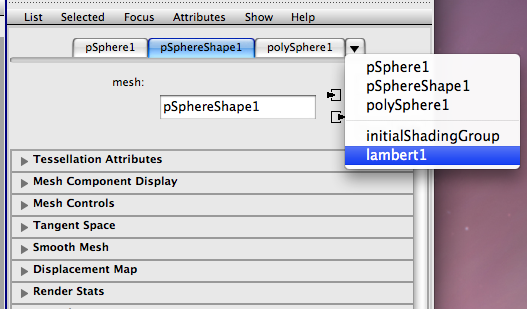 List Selected Focus Attributes Show Help
pSphere1 pSphereShape1 polySphere1
pSphere1
pSphereShape1
polySphere1
initialShadingGroup
lambert1
mesh:
pSphereShape1
Tessellation Attributes
Mesh Component Display
Mesh Controls
Tangent Space
Smooth Mesh
Displacement Map
Render Stats